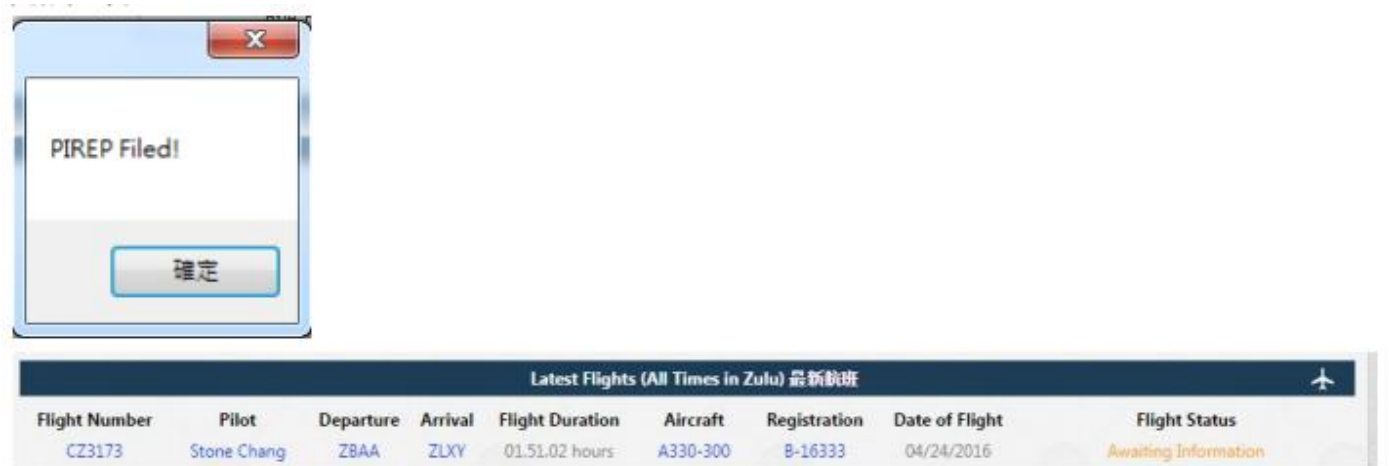 PIREP Filed!
確定
Latest Flights (All Times in Zulu) 最新航班
Flight Number Pilot Departure Arrival Flight Duration Aircraft Registration Date of Flight Flight Status
CZ3173 Stone Chang ZBAA ZLXY 01.51.02 hours A330-300 B-16333 04/24/2016 Awaiting Information